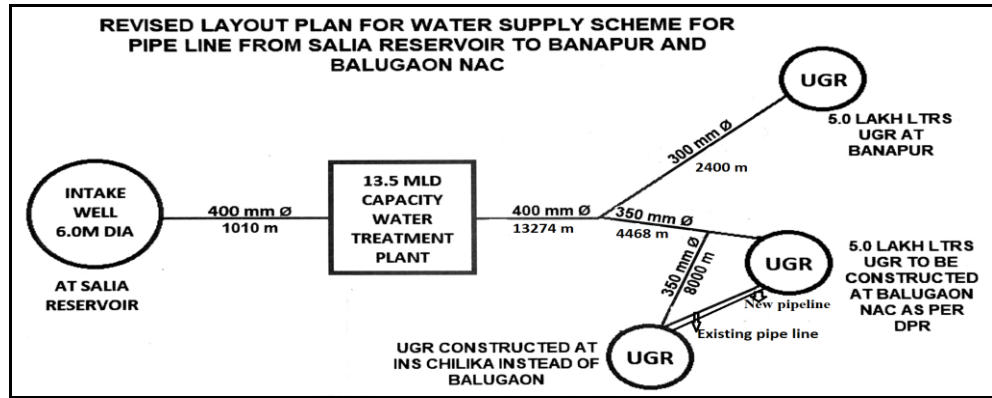 REVISED LAYOUT PLAN FOR WATER SUPPLY SCHEME FOR
PIPE LINE FROM SALIA RESERVOIR TO BANAPUR AND
BALUGAON NAC
UGR
5.0 LAKH LTRS
UGR AT
BANAPUR
300 mm Ø
2400 m
INTAKE
WELL
6.0M DIA
AT SALIA
RESERVOIR
400 mm Ø
1010 m
13.5 MLD
CAPACITY
WATER
TREATMENT
PLANT
400 mm Ø
13274 m
350 mm Ø
4468 m
350 mm Ø
8000 m
UGR
5.0 LAKH LTRS
UGR TO BE
CONSTRUCTED
AT BALUGAON
NAC AS PER
DPR
New pipeline
Existing pipe line
UGR
UGR CONSTRUCTED AT
INS CHILIKA INSTEAD OF
BALUGAON